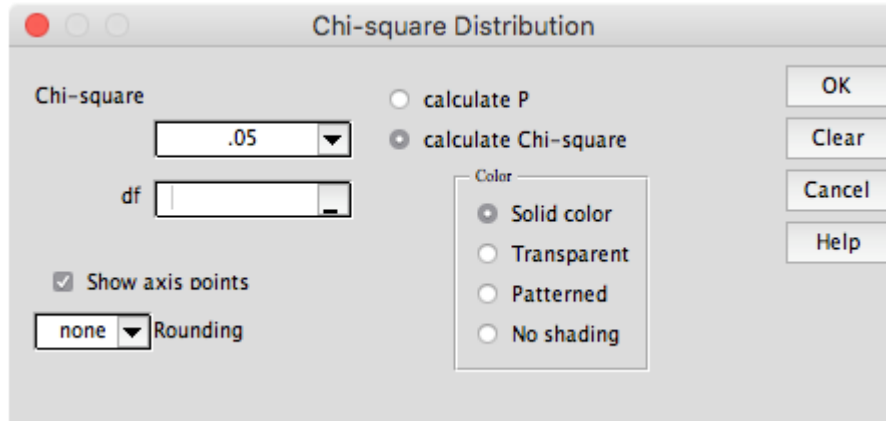 Chi-square Distribution
Chi-square
.05
df
Show axis points
none Rounding
calculate P
calculate Chi-square
Color
Solid color
Transparent
Patterned
No shading
OK
Clear
Cancel
Help